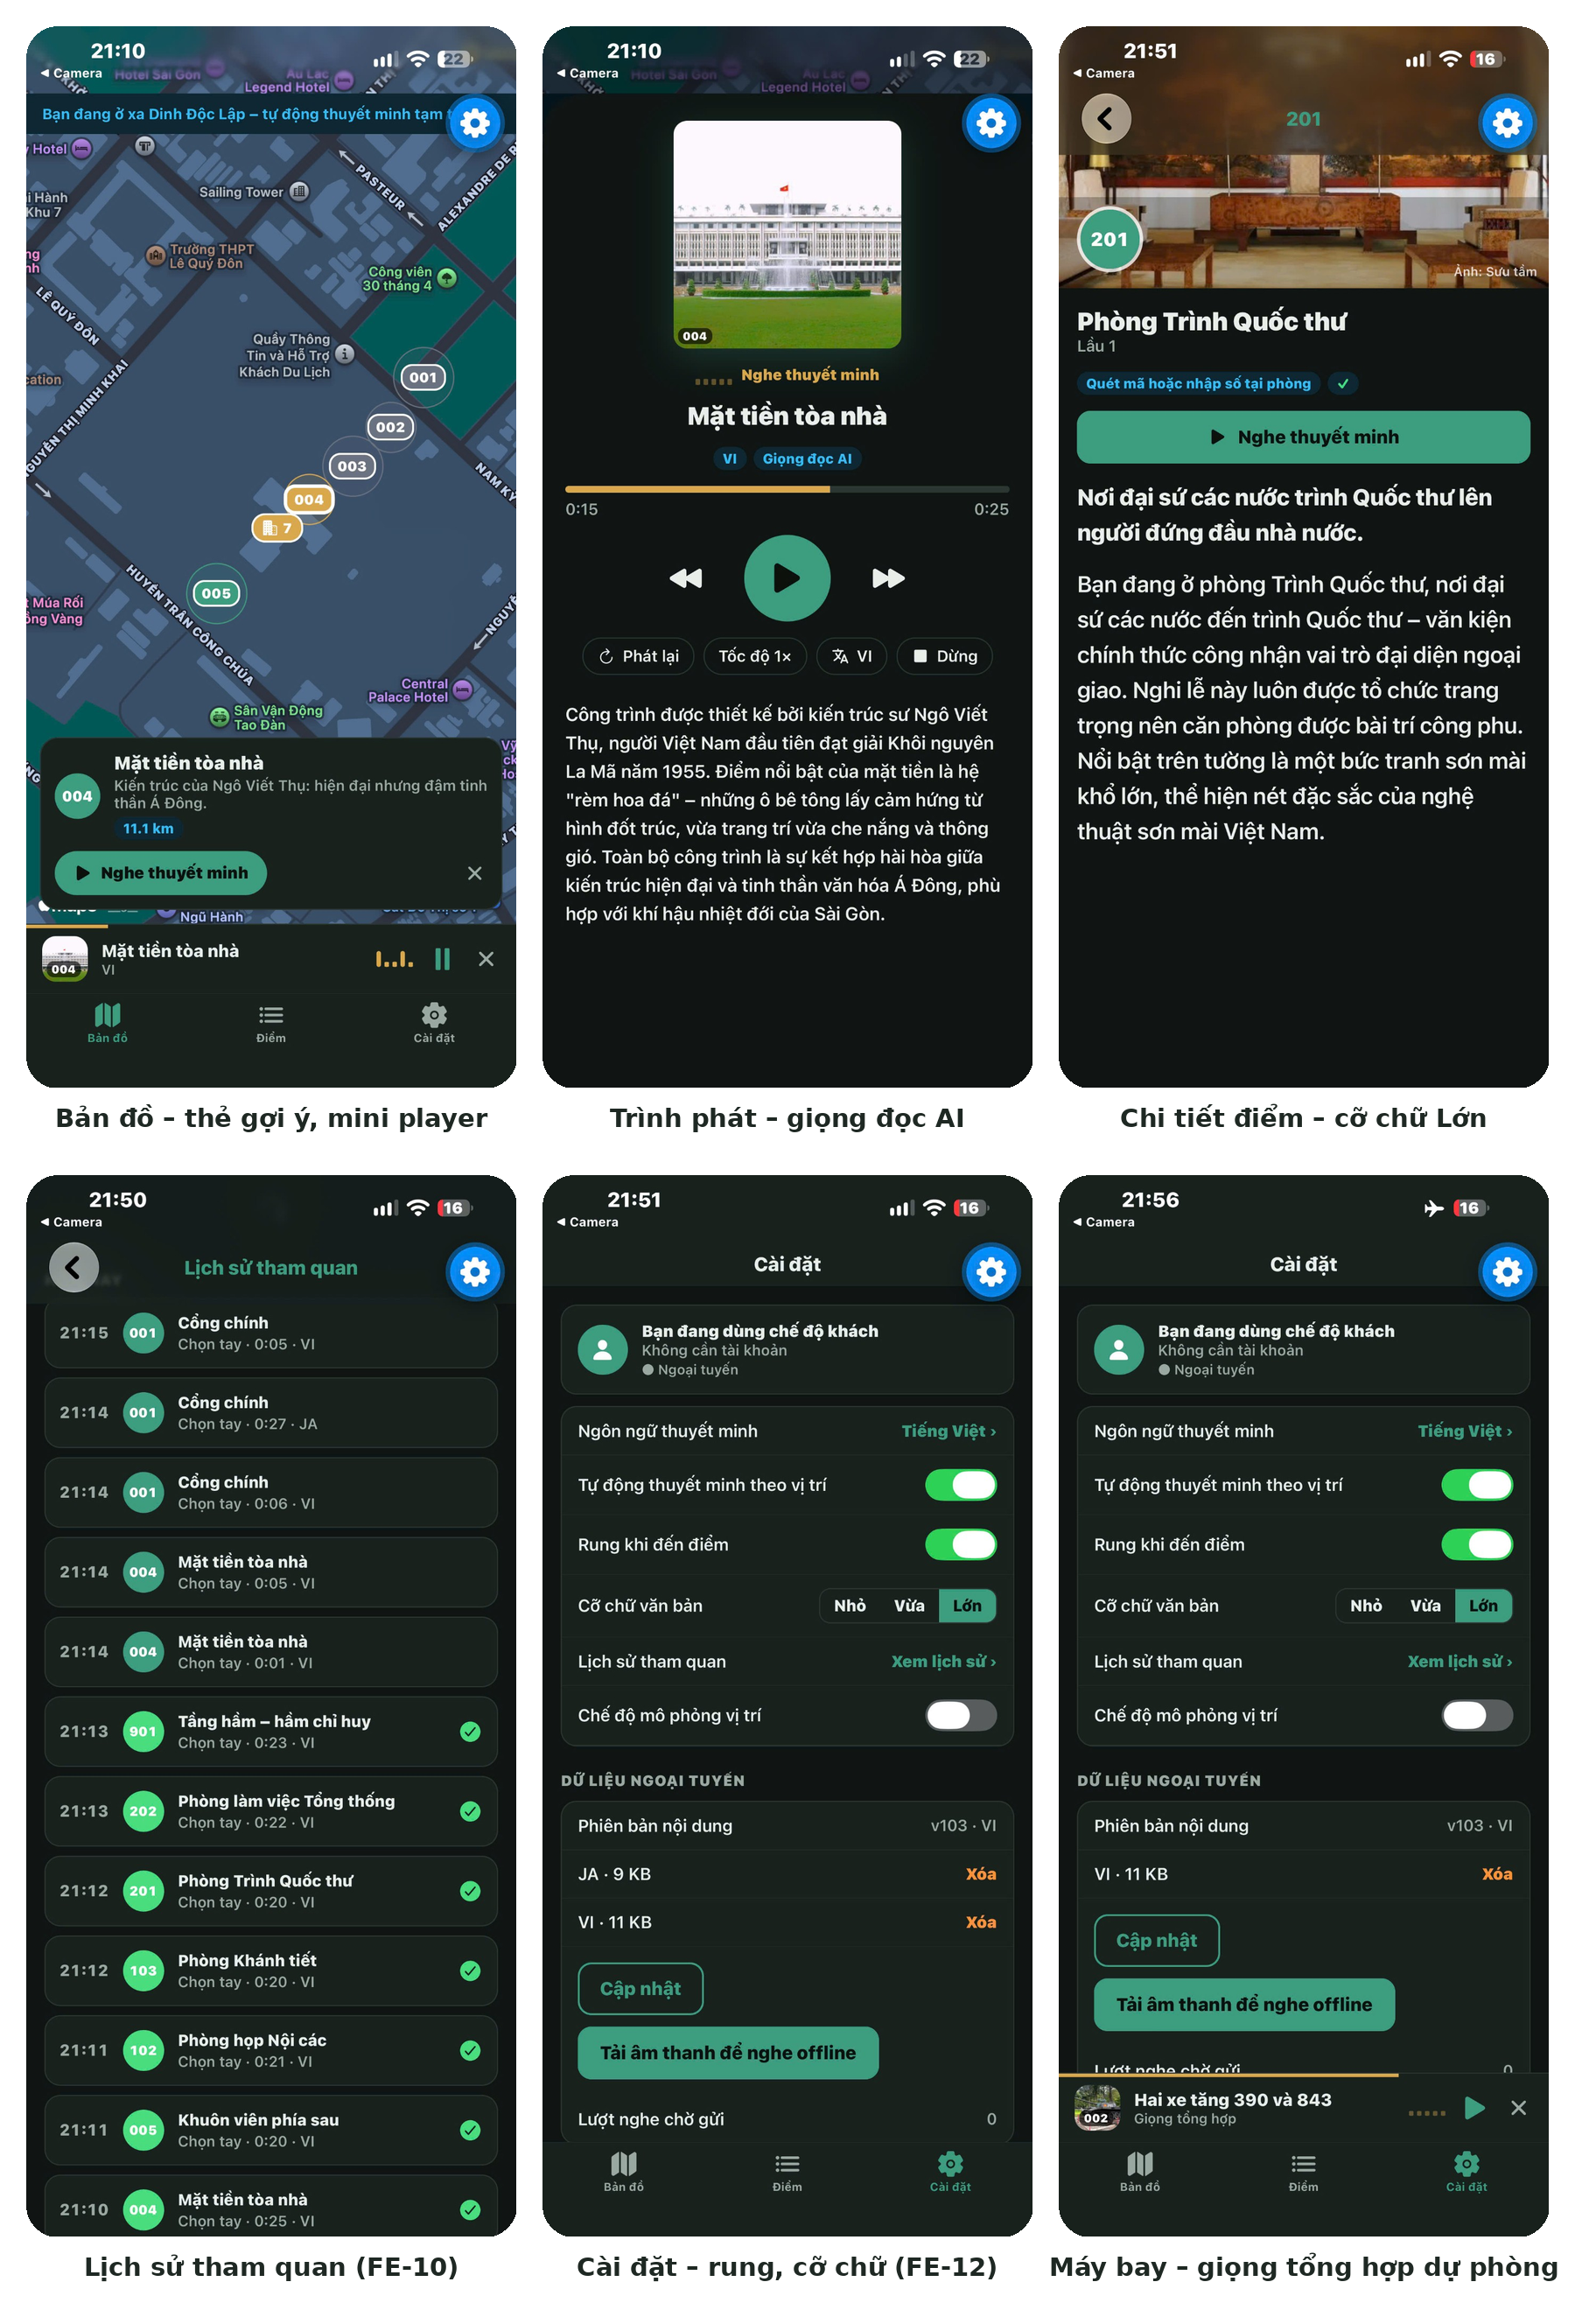 21:10
22
◀ Camera
Hotel Sài Gòn
Au Lac
Legend Hotel
Bạn đang ở xa Dinh Độc Lập – tự động thuyết minh tạm
Hotel
Sailing Tower
PASTEUR
ALEXANDRE DE
i Hành
Khu 7
Trường THPT
Lê Quý Đôn
Công viên
30 tháng 4
LÊ QUÝ ĐÔN
Quầy Thông
Tin và Hỗ Trợ
Khách Du Lịch
001
002
003
004
7
005
NGUYỄN THỊ MINH KHAI
NAM KỲ
HUYỀN TRÂN CÔNG CHÚA
t Múa Rối
ồng Vàng
Central
Palace Hotel
Sân Vận Động
Tao Đàn
Mặt tiền tòa nhà
004
Kiến trúc của Ngô Viết Thụ: hiện đại nhưng đậm tinh
thần Á Đông.
11.1 km
Nghe thuyết minh
Ngũ Hành
Mặt tiền tòa nhà
VI
004
Bản đồ
Điểm
Cài đặt
Bản đồ – thẻ gợi ý, mini player
21:10
22
◀ Camera
Hotel Sài Gòn
Au Lac
Legend Hotel
004
Nghe thuyết minh
Mặt tiền tòa nhà
VI
Giọng đọc AI
0:15
0:25
Phát lại
Tốc độ 1×
VI
Dừng
Công trình được thiết kế bởi kiến trúc sư Ngô Viết
Thụ, người Việt Nam đầu tiên đạt giải Khôi nguyên
La Mã năm 1955. Điểm nổi bật của mặt tiền là hệ
"rèm hoa đá" – những ô bê tông lấy cảm hứng từ
hình đốt trúc, vừa trang trí vừa che nắng và thông
gió. Toàn bộ công trình là sự kết hợp hài hòa giữa
kiến trúc hiện đại và tinh thần văn hóa Á Đông, phù
hợp với khí hậu nhiệt đới của Sài Gòn.
Trình phát – giọng đọc AI
21:51
16
◀ Camera
201
201
Ảnh: Sưu tầm
Phòng Trình Quốc thư
Lầu 1
Quét mã hoặc nhập số tại phòng
Nghe thuyết minh
Nơi đại sứ các nước trình Quốc thư lên
người đứng đầu nhà nước.
Bạn đang ở phòng Trình Quốc thư, nơi đại
sứ các nước đến trình Quốc thư – văn kiện
chính thức công nhận vai trò đại diện ngoại
giao. Nghi lễ này luôn được tổ chức trang
trọng nên căn phòng được bài trí công phu.
Nổi bật trên tường là một bức tranh sơn mài
khổ lớn, thể hiện nét đặc sắc của nghệ
thuật sơn mài Việt Nam.
Chi tiết điểm – cỡ chữ Lớn
21:50
16
◀ Camera
Lịch sử tham quan
21:15
001
Cổng chính
Chọn tay · 0:05 · VI
21:14
001
Cổng chính
Chọn tay · 0:27 · JA
21:14
001
Cổng chính
Chọn tay · 0:06 · VI
21:14
004
Mặt tiền tòa nhà
Chọn tay · 0:05 · VI
21:14
004
Mặt tiền tòa nhà
Chọn tay · 0:01 · VI
21:13
901
Tầng hầm – hầm chỉ huy
Chọn tay · 0:23 · VI
21:13
202
Phòng làm việc Tổng thống
Chọn tay · 0:22 · VI
21:12
201
Phòng Trình Quốc thư
Chọn tay · 0:20 · VI
21:12
103
Phòng Khánh tiết
Chọn tay · 0:20 · VI
21:11
102
Phòng họp Nội các
Chọn tay · 0:21 · VI
21:11
005
Khuôn viên phía sau
Chọn tay · 0:20 · VI
21:10
004
Mặt tiền tòa nhà
Chọn tay · 0:25 · VI
Lịch sử tham quan (FE-10)
21:51
16
◀ Camera
Cài đặt
Bạn đang dùng chế độ khách
Không cần tài khoản
Ngoại tuyến
Ngôn ngữ thuyết minh
Tiếng Việt ›
Tự động thuyết minh theo vị trí
Rung khi đến điểm
Cỡ chữ văn bản
Nhỏ
Vừa
Lớn
Lịch sử tham quan
Xem lịch sử ›
Chế độ mô phỏng vị trí
DỮ LIỆU NGOẠI TUYẾN
Phiên bản nội dung
v103 · VI
JA · 9 KB
Xóa
VI · 11 KB
Xóa
Cập nhật
Tải âm thanh để nghe offline
Lượt nghe chờ gửi
0
Bản đồ
Điểm
Cài đặt
Cài đặt – rung, cỡ chữ (FE-12)
21:56
16
◀ Camera
Cài đặt
Bạn đang dùng chế độ khách
Không cần tài khoản
Ngoại tuyến
Ngôn ngữ thuyết minh
Tiếng Việt ›
Tự động thuyết minh theo vị trí
Rung khi đến điểm
Cỡ chữ văn bản
Nhỏ
Vừa
Lớn
Lịch sử tham quan
Xem lịch sử ›
Chế độ mô phỏng vị trí
DỮ LIỆU NGOẠI TUYẾN
Phiên bản nội dung
v103 · VI
VI · 11 KB
Xóa
Cập nhật
Tải âm thanh để nghe offline
Lượt nghe chờ gửi
0
Hai xe tăng 390 và 843
Giọng tổng hợp
002
Bản đồ
Điểm
Cài đặt
Máy bay – giọng tổng hợp dự phòng